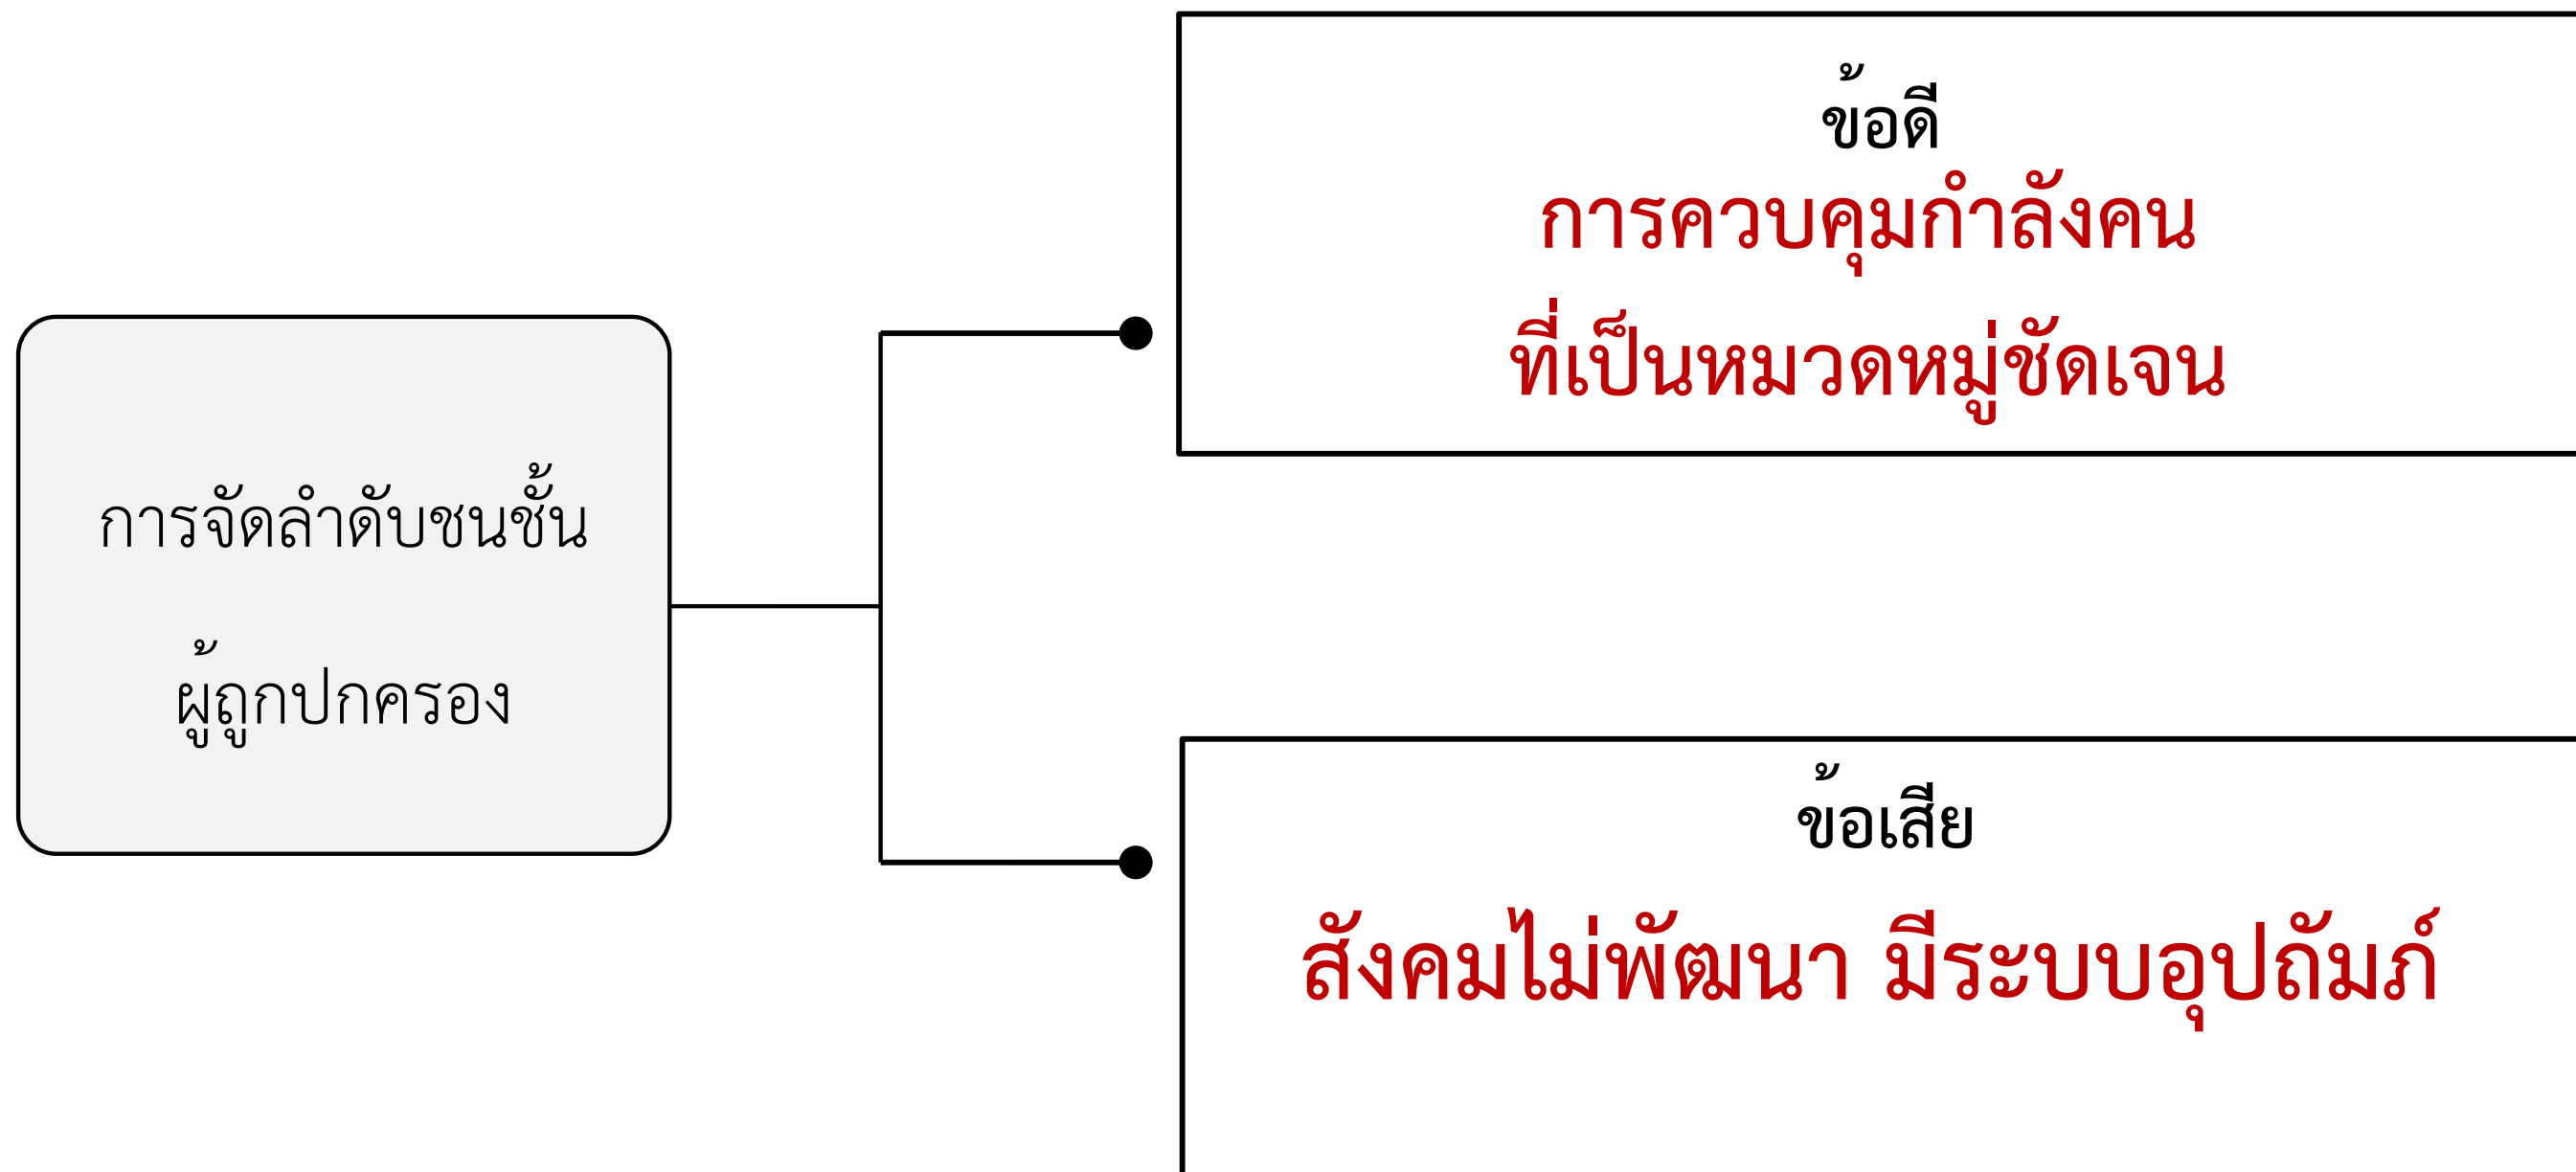 การจัดลำดับชนชั้น
ผู้ถูกปกครอง
ข้อดี
การควบคุมกำลังคน
ที่เป็นหมวดหมู่ชัดเจน
ข้อเสีย
สังคมไม่พัฒนา มีระบบอุปถัมภ์